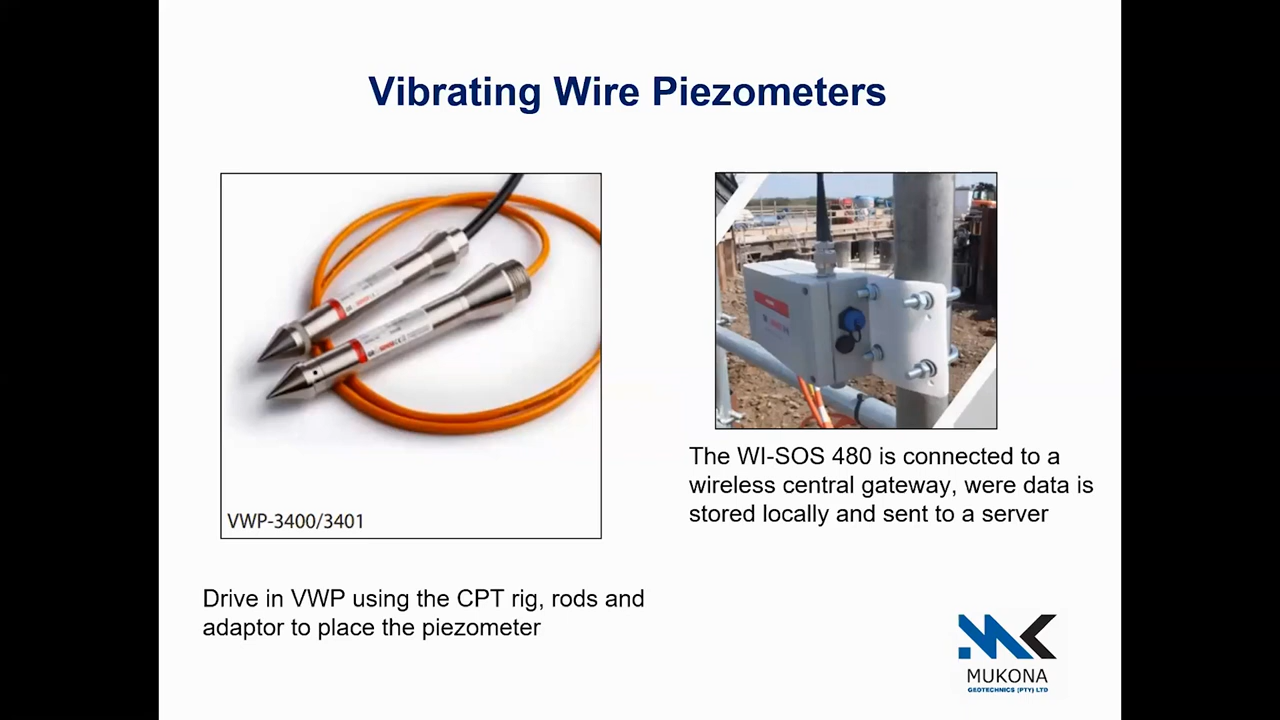 Vibrating Wire Piezometers
VWP-3400/3401
The WI-SOS 480 is connected to a
wireless central gateway, were data is
stored locally and sent to a server
Drive in VWP using the CPT rig, rods and
adaptor to place the piezometer
MUKONA
GEOTECHNICS (PTY) LTD